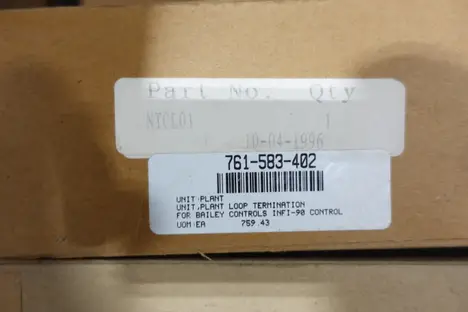 Part No. Qty
NTCL01 1
10-04-1996
761-583-402
UNIT:PLANT
UNIT,PLANT LOOP TERMINATION
FOR BAILEY CONTROLS INFI-90 CONTROL
UOM:EA 759.43